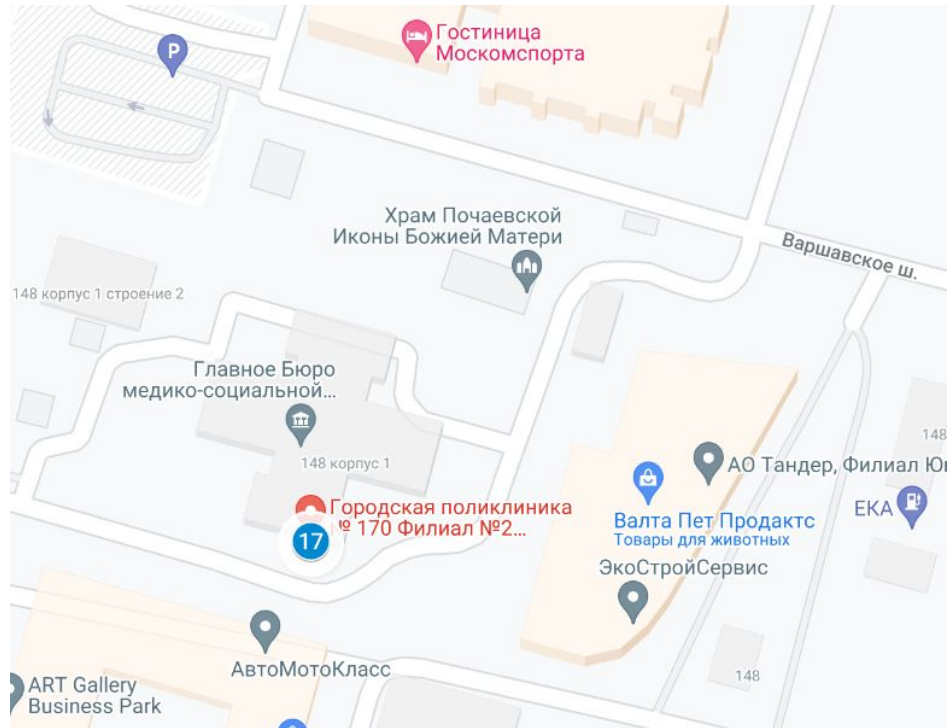 Гостиница
Москомспорта
P
Храм Почаевской
Иконы Божией Матери
Варшавское ш.
148 корпус 1 строение 2
Главное Бюро
медико-социальной...
148
148 корпус 1
АО Тандер, Филиал Ю
Городская поликлиника
№ 170 Филиал №2...
17
ЕКА
Валта Пет Продактс
Товары для животных
ЭкоСтройСервис
АвтоМотоКласс
148
ART Gallery
Business Park